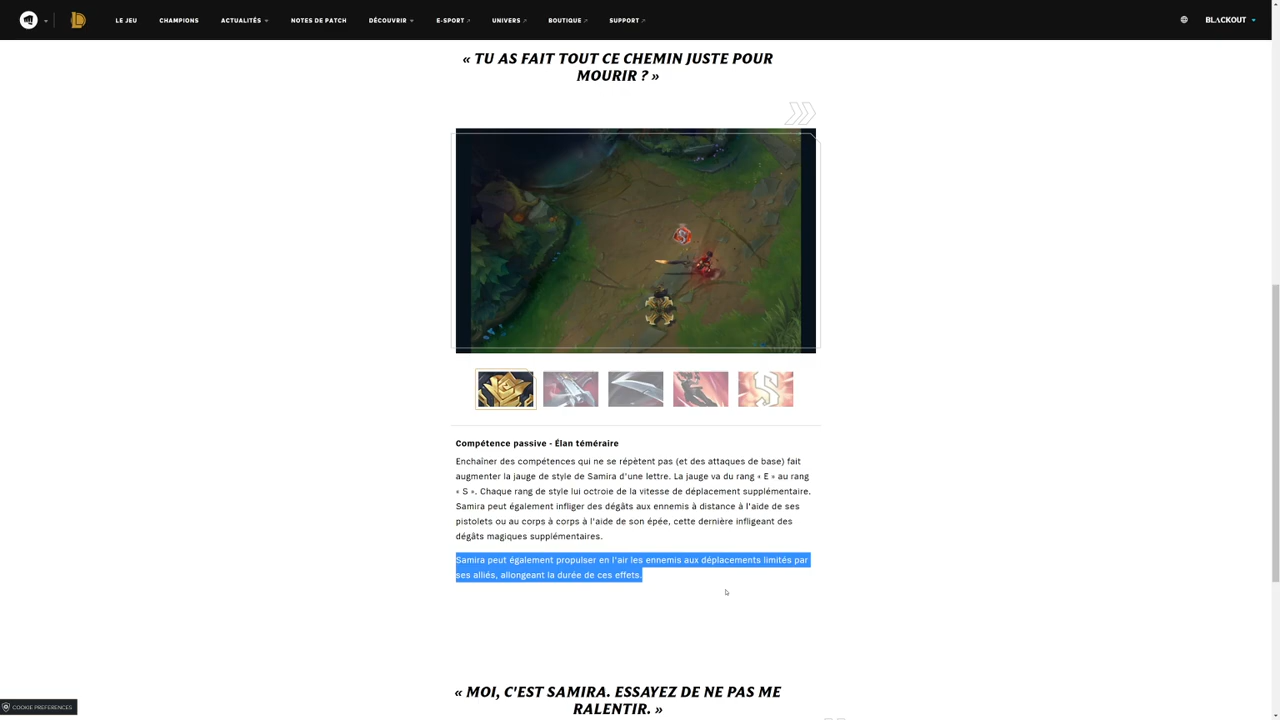 LE JEU CHAMPIONS ACTUALITÉS NOTES DE PATCH DÉCOUVRIR E-SPORT UNIVERS BOUTIQUE SUPPORT BLACKOUT
« TU AS FAIT TOUT CE CHEMIN JUSTE POUR
MOURIR ? »
Compétence passive - Élan téméraire
Enchaîner des compétences qui ne se répètent pas (et des attaques de base) fait
augmenter la jauge de style de Samira d'une lettre. La jauge va du rang « E » au rang
« S ». Chaque rang de style lui octroie de la vitesse de déplacement supplémentaire.
Samira peut également infliger des dégâts aux ennemis à distance à l'aide de ses
pistolets ou au corps à corps à l'aide de son épée, cette dernière infligeant des
dégâts magiques supplémentaires.
Samira peut également propulser en l'air les ennemis aux déplacements limités par
ses alliés, allongeant la durée de ces effets.
« MOI, C'EST SAMIRA. ESSAYEZ DE NE PAS ME
RALENTIR. »
COOKIE PREFERENCES